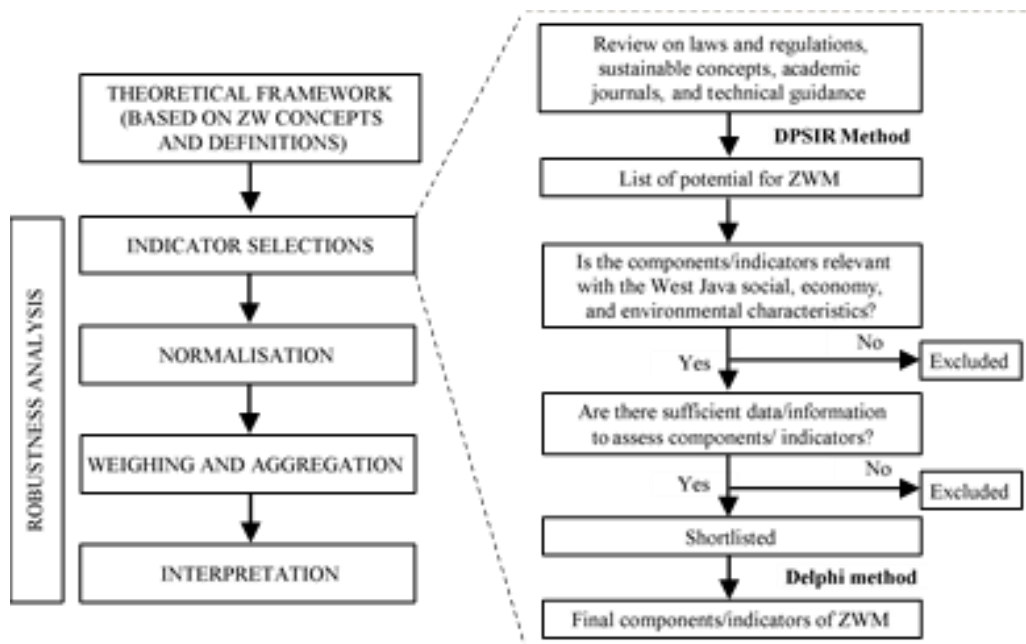 THEORETICAL FRAMEWORK
(BASED ON ZW CONCEPTS
AND DEFINITIONS)
ROBUSTNESS ANALYSIS
INDICATOR SELECTIONS
NORMALISATION
WEIGHING AND AGGREGATION
INTERPRETATION
Review on laws and regulations,
sustainable concepts, academic
journals, and technical guidance
DPSIR Method
List of potential for ZWM
Is the components/indicators relevant
with the West Java social, economy,
and environmental characteristics?
Yes
No
Excluded
Are there sufficient data/information
to assess components/ indicators?
Yes
No
Excluded
Shortlisted
Delphi method
Final components/indicators of ZWM